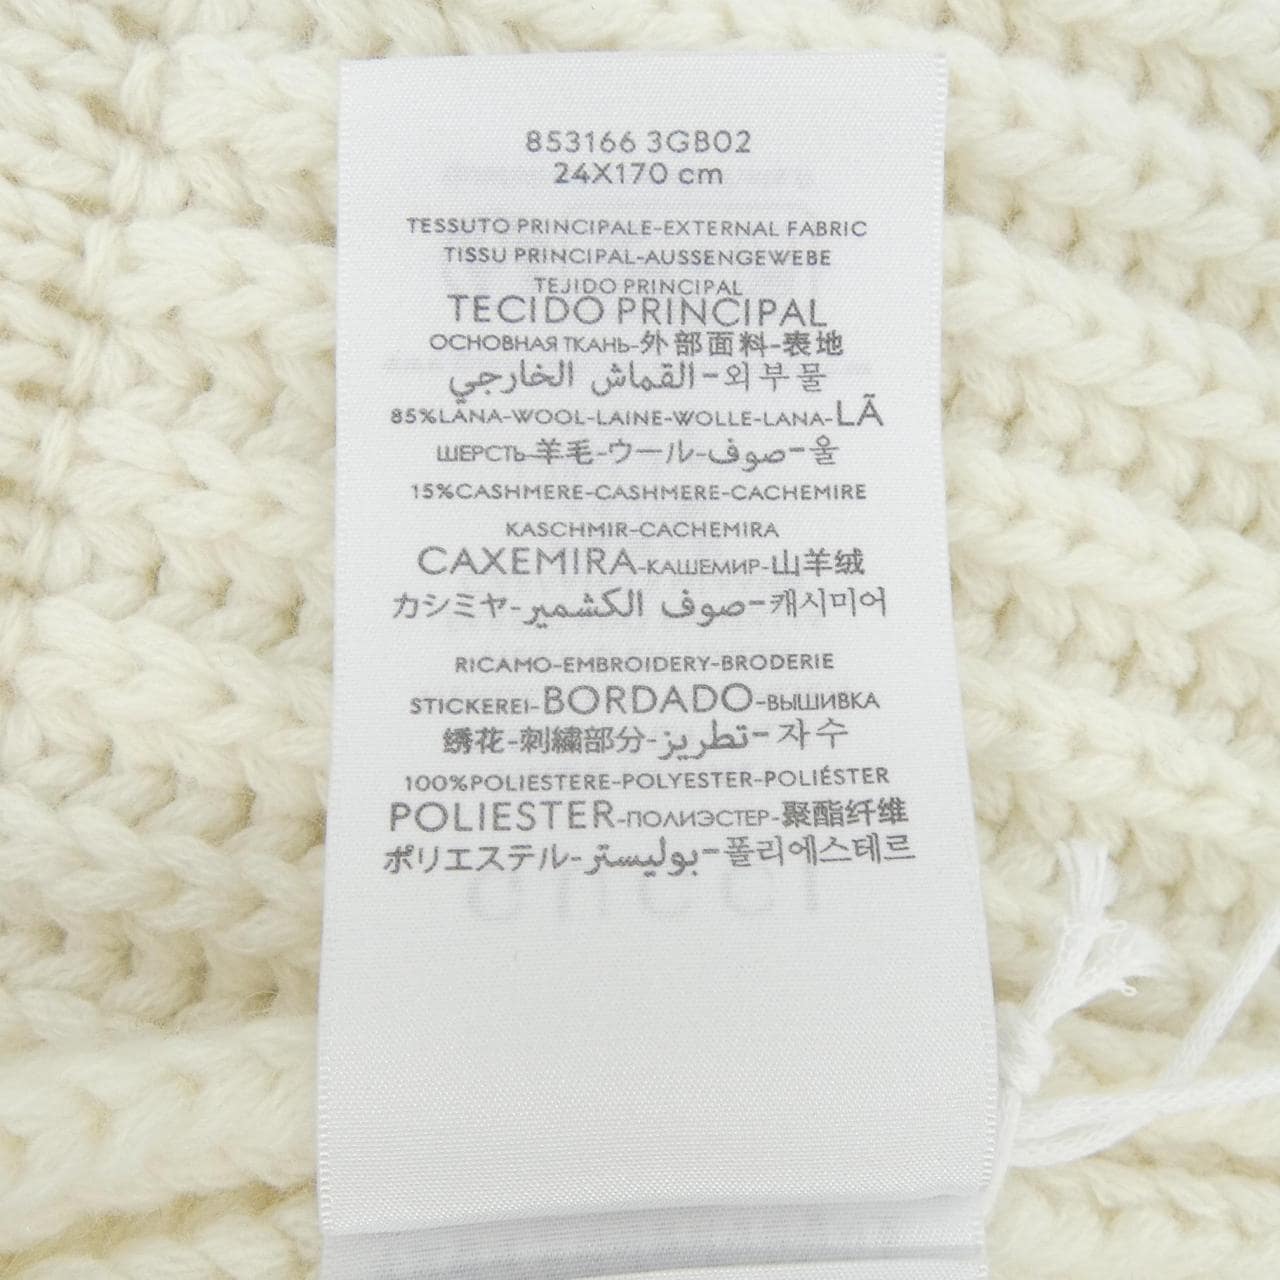 853166 3GB02
24X170 cm
TESSUTO PRINCIPALE-EXTERNAL FABRIC
TISSU PRINCIPAL-AUSSENGEWEBE
TEJIDO PRINCIPAL
TECIDO PRINCIPAL
ОСНОВНАЯ ТКАНЬ-外部面料-表地
القماش الخارجي-외부물
85%LANA-WOOL-LAINE-WOLLE-LANA-LÃ
ШЕРСТЬ-羊毛-ウール-صوف-울
15%CASHMERE-CASHMERE-CACHEMIRE
KASCHMIR-CACHEMIRA
CAXEMIRA-КАШЕМИР-山羊绒
カシミヤ-صوف الكشمير-캐시미어
RICAMO-EMBROIDERY-BRODERIE
STICKEREI-BORDADO-ВЫШИВКА
绣花-刺繍部分-تطريز-자수
100%POLIESTERE-POLYESTER-POLIÉSTER
POLIESTER-ПОЛИЭСТЕР-聚酯纤维
ポリエステル-بوليستر-폴리에스테르